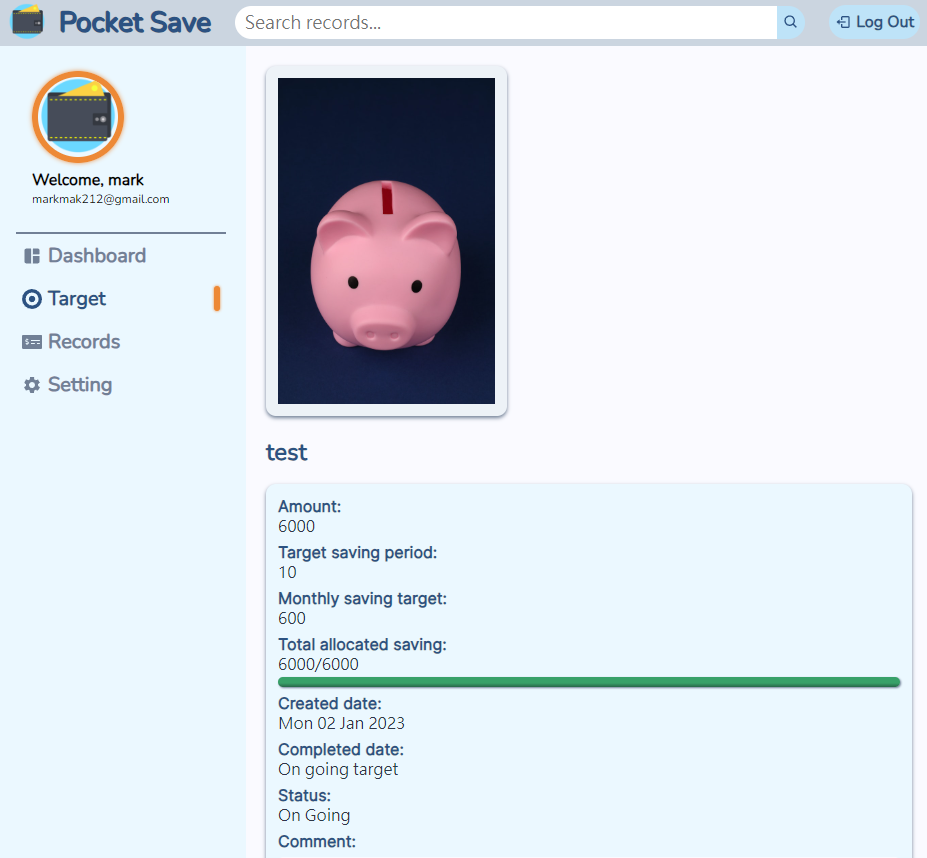 Pocket Save
Search records...
Log Out
Welcome, mark
markmak212@gmail.com
Dashboard
Target
Records
Setting
test
Amount:
6000
Target saving period:
10
Monthly saving target:
600
Total allocated saving:
6000/6000
Created date:
Mon 02 Jan 2023
Completed date:
On going target
Status:
On Going
Comment: